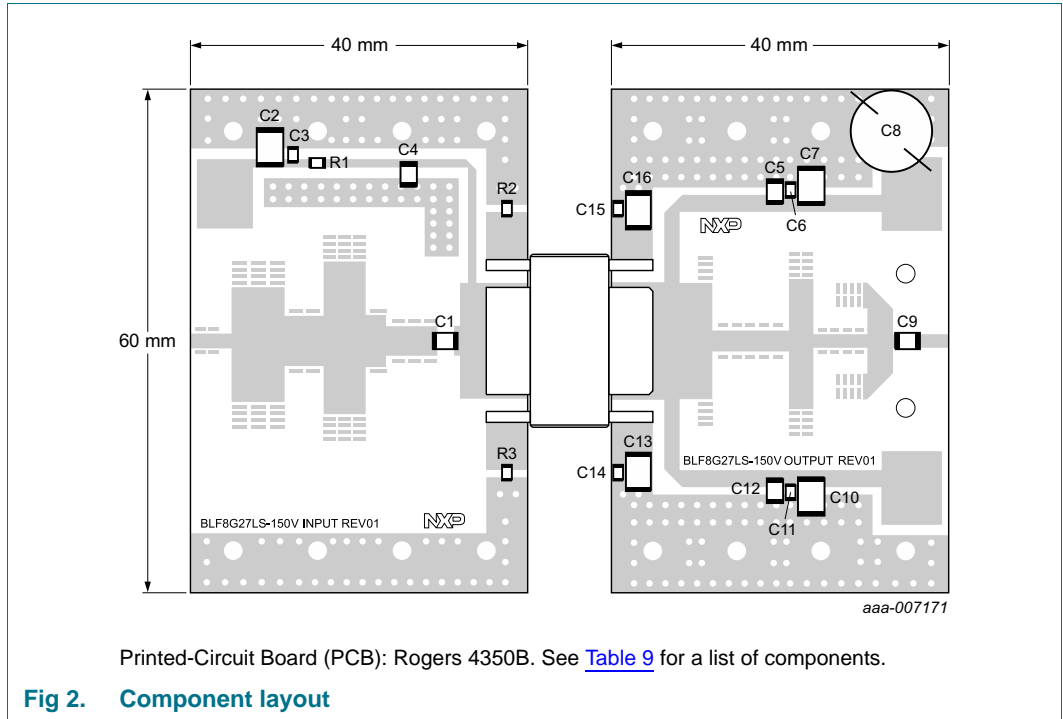 40 mm
40 mm
60 mm
C2
C3
R1
C4
R2
C1
R3
BLF8G27LS-150V INPUT REV01
NXP
C15
C16
C5
C6
C7
C8
NXP
C9
C13
C14
BLF8G27LS-150V OUTPUT REV01
C12
C11
C10
aaa-007171
Printed-Circuit Board (PCB): Rogers 4350B. See Table 9 for a list of components.
Fig 2. Component layout